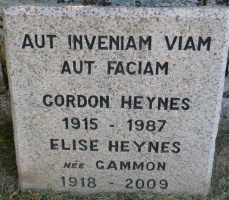 AUT INVENIAM VIAM
AUT FACIAM
GORDON HEYNES
1915 - 1987
ELISE HEYNES
NÉE GAMMON
1918 - 2009